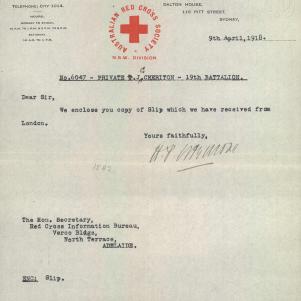 TELEPHONE: CITY 1014.
HOURS:
AUSTRALIAN RED CROSS SOCIETY
N.S.W. DIVISION
DALTON HOUSE,
115 PITT STREET,
SYDNEY,
9th April, 1918.
No.6047 - PRIVATE T.J. CHERITON - 19th BATTALION.
Dear Sir,
We enclose you copy of Slip which we have received from
London.
Yours faithfully,
The Hon. Secretary,
Red Cross Information Bureau,
Verco Bldgs,
North Terrace,
ADELAIDE.
ENC: Slip.